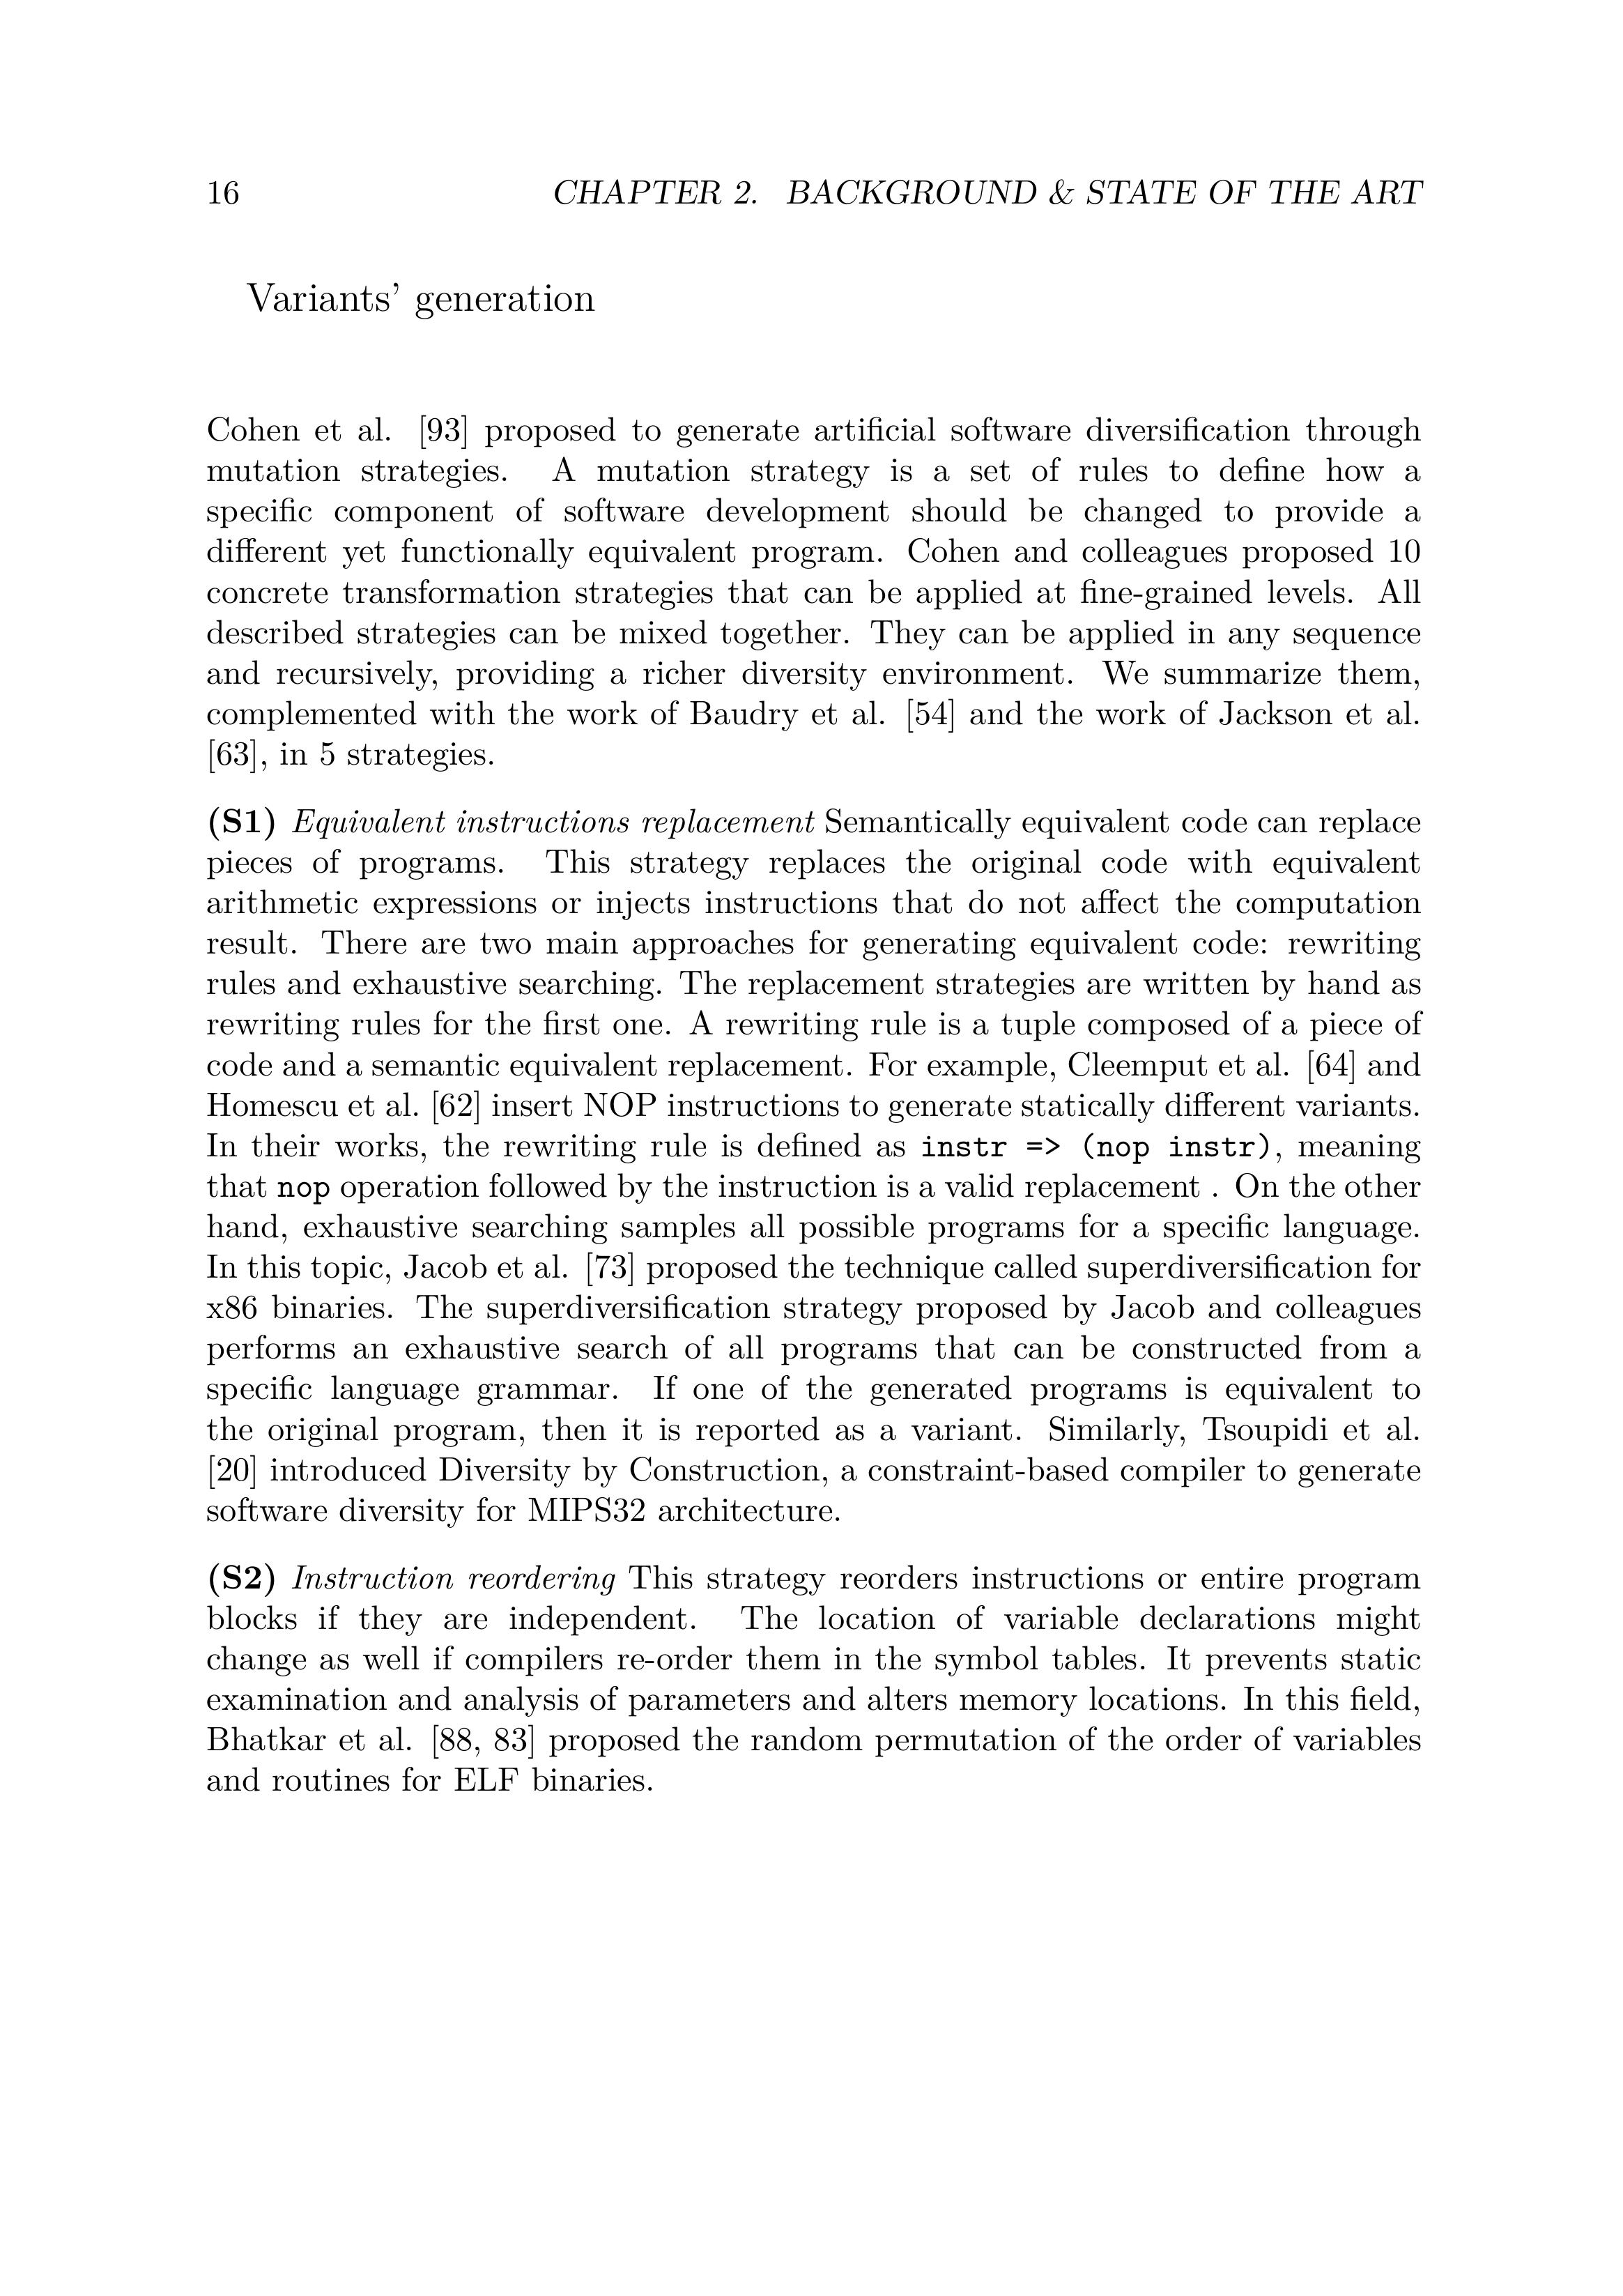 16 CHAPTER 2. BACKGROUND & STATE OF THE ART
Variants’ generation
Cohen et al. [93] proposed to generate artificial software diversification through
mutation strategies. A mutation strategy is a set of rules to define how a
specific component of software development should be changed to provide a
different yet functionally equivalent program. Cohen and colleagues proposed 10
concrete transformation strategies that can be applied at fine-grained levels. All
described strategies can be mixed together. They can be applied in any sequence
and recursively, providing a richer diversity environment. We summarize them,
complemented with the work of Baudry et al. [54] and the work of Jackson et al.
[63], in 5 strategies.
(S1) Equivalent instructions replacement Semantically equivalent code can replace
pieces of programs. This strategy replaces the original code with equivalent
arithmetic expressions or injects instructions that do not affect the computation
result. There are two main approaches for generating equivalent code: rewriting
rules and exhaustive searching. The replacement strategies are written by hand as
rewriting rules for the first one. A rewriting rule is a tuple composed of a piece of
code and a semantic equivalent replacement. For example, Cleemput et al. [64] and
Homescu et al. [62] insert NOP instructions to generate statically different variants.
In their works, the rewriting rule is defined as instr => (nop instr), meaning
that nop operation followed by the instruction is a valid replacement . On the other
hand, exhaustive searching samples all possible programs for a specific language.
In this topic, Jacob et al. [73] proposed the technique called superdiversification for
x86 binaries. The superdiversification strategy proposed by Jacob and colleagues
performs an exhaustive search of all programs that can be constructed from a
specific language grammar. If one of the generated programs is equivalent to
the original program, then it is reported as a variant. Similarly, Tsoupidi et al.
[20] introduced Diversity by Construction, a constraint-based compiler to generate
software diversity for MIPS32 architecture.
(S2) Instruction reordering This strategy reorders instructions or entire program
blocks if they are independent. The location of variable declarations might
change as well if compilers re-order them in the symbol tables. It prevents static
examination and analysis of parameters and alters memory locations. In this field,
Bhatkar et al. [88, 83] proposed the random permutation of the order of variables
and routines for ELF binaries.